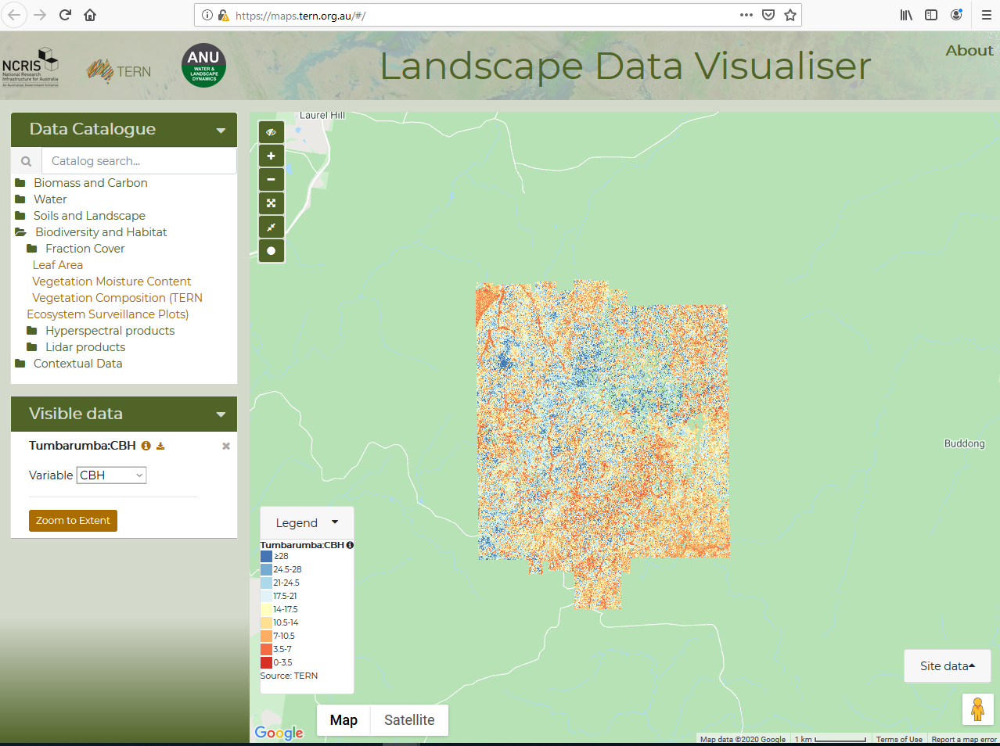 https://maps.tern.org.au/#/
NCRIS
National Research
Infrastructure for Australia
An Australian Government Initiative
TERN
ANU
WATER &
LANDSCAPE
DYNAMICS
Landscape Data Visualiser
About
Data Catalogue
Catalog search...
Biomass and Carbon
Water
Soils and Landscape
Biodiversity and Habitat
Fraction Cover
Leaf Area
Vegetation Moisture Content
Vegetation Composition (TERN
Ecosystem Surveillance Plots)
Hyperspectral products
Lidar products
Contextual Data
Visible data
Tumbarumba:CBH
Variable CBH
Zoom to Extent
Laurel Hill
Buddong
Legend
Tumbarumba:CBH
≥28
24.5-28
21-24.5
17.5-21
14-17.5
10.5-14
7-10.5
3.5-7
0-3.5
Source: TERN
Site data
Map Satellite
Google
Map data ©2020 Google 1 km Terms of Use Report a map error